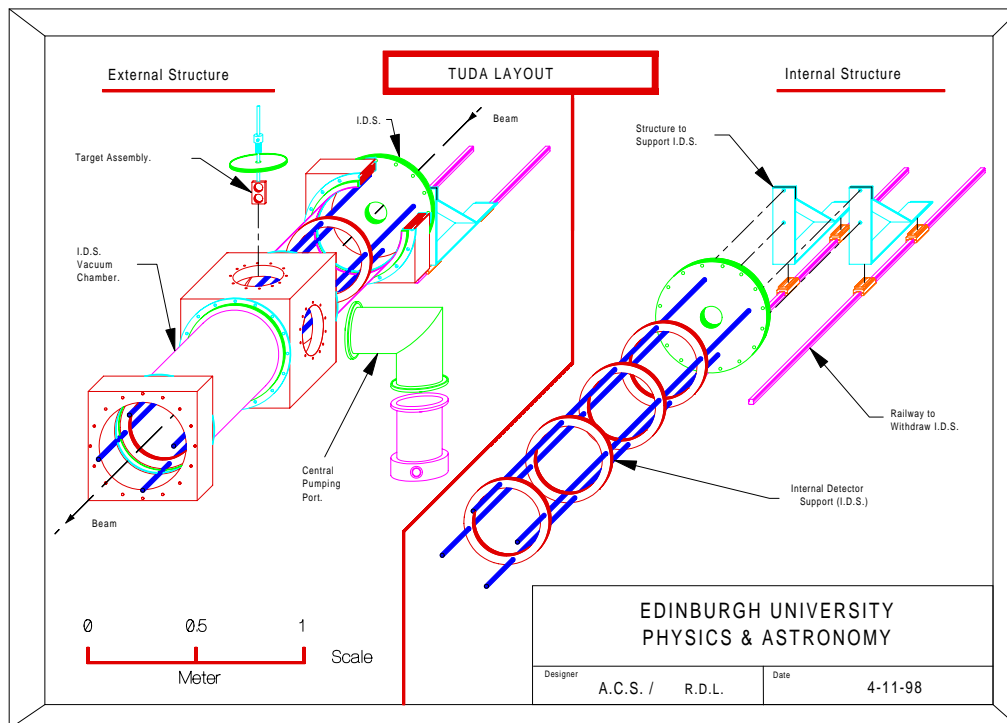 TUDA LAYOUT
External Structure
Internal Structure
I.D.S.
Beam
Target Assembly.
I.D.S.
Vacuum
Chamber.
Central
Pumping
Port.
Beam
Structure to
Support I.D.S.
Railway to
Withdraw I.D.S.
Internal Detector
Support (I.D.S.)
0 0.5 1
Scale
Meter
EDINBURGH UNIVERSITY
PHYSICS & ASTRONOMY
Designer
A.C.S. / R.D.L.
Date
4-11-98